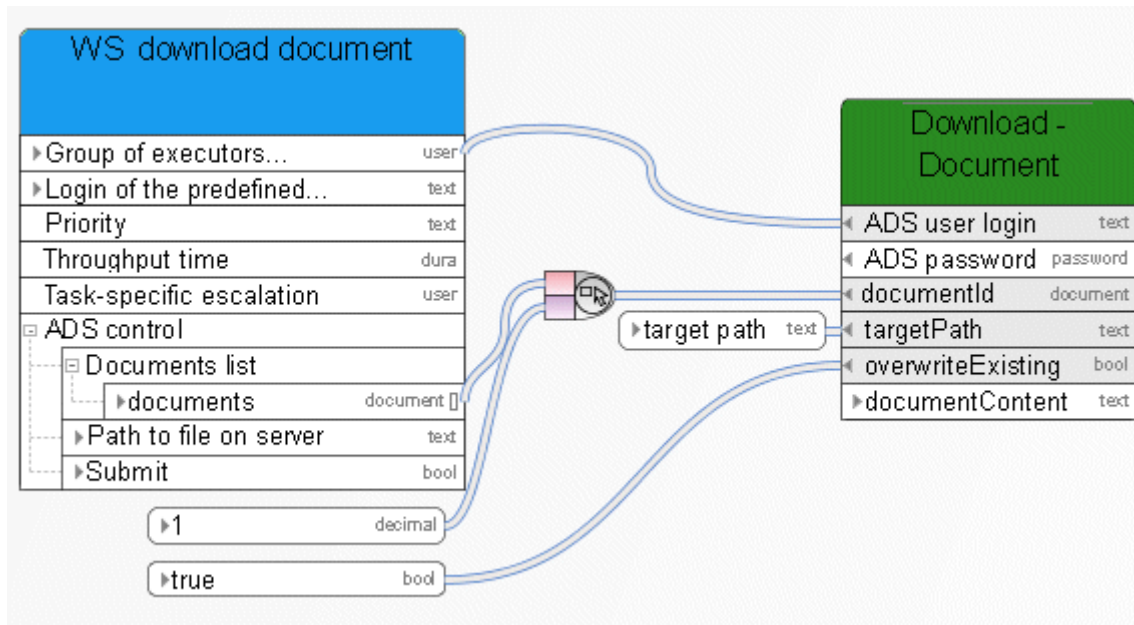 WS download document
Group of executors... user
Login of the predefined... text
Priority text
Throughput time dura
Task-specific escalation user
ADS control
Documents list
documents document []
Path to file on server text
Submit bool
1 decimal
true bool
target path text
Download -
Document
ADS user login text
ADS password password
documentId document
targetPath text
overwriteExisting bool
documentContent text